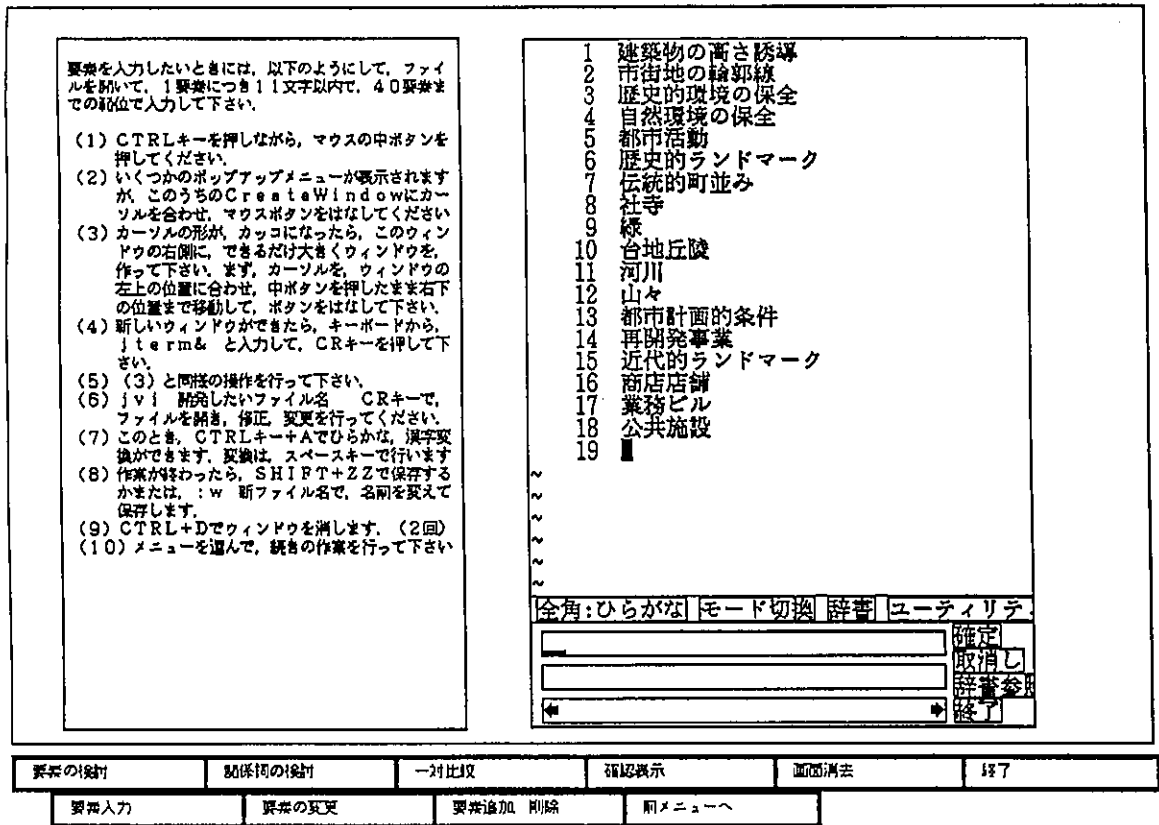 要素を入力したいときには,以下のようにして,ファイ
ルを開いて,1要素につき11文字以内で,40要素ま
での範囲で入力して下さい.
(1)CTRLキーを押しながら,マウスの中ボタンを
押してください.
(2)いくつかのポップアップメニューが表示されます
が,このうちのCreateWindowにカー
ソルを合わせ,マウスボタンをはなしてください
(3)カーソルの形が,カッコになったら,このウィン
ドウの右側に,できるだけ大きくウィンドウを,
作って下さい.まず,カーソルを,ウィンドウの
左上の位置に合わせ,中ボタンを押したまま右下
の位置まで移動して,ボタンをはなして下さい.
(4)新しいウィンドウができたら,キーボードから,
jterm& と入力して,CRキーを押して下
さい.
(5)(3)と同様の操作を行って下さい.
(6)jvi 開発したいファイル名 CRキーで,
ファイルを開き,修正,変更を行ってください.
(7)このとき,CTRLキー+Aでひらかな,漢字変
換ができます.変換は,スペースキーで行います
(8)作業が終わったら,SHIFT+ZZで保存する
かまたは,:w 新ファイル名で,名前を変えて
保存します.
(9)CTRL+Dでウィンドウを消します.(2回)
(10)メニューを選んで,続きの作業を行って下さい
1 建築物の高さ誘導
2 市街地の輪郭線
3 歴史的環境の保全
4 自然環境の保全
5 都市活動
6 歴史的ランドマーク
7 伝統的町並み
8 社寺
9 緑
10 台地丘陵
11 河川
12 山々
13 都市計画的条件
14 再開発事業
15 近代的ランドマーク
16 商店店舗
17 業務ビル
18 公共施設
19
~
~
~
~
~
~
全角:ひらがな モード切換 辞書 ユーティリティ
確定
取消し
辞書参照
終了
要素の検討 関係詞の検討 一対比較 確認表示 画面消去 終了
要素入力 要素の変更 要素追加 削除 前メニューへ